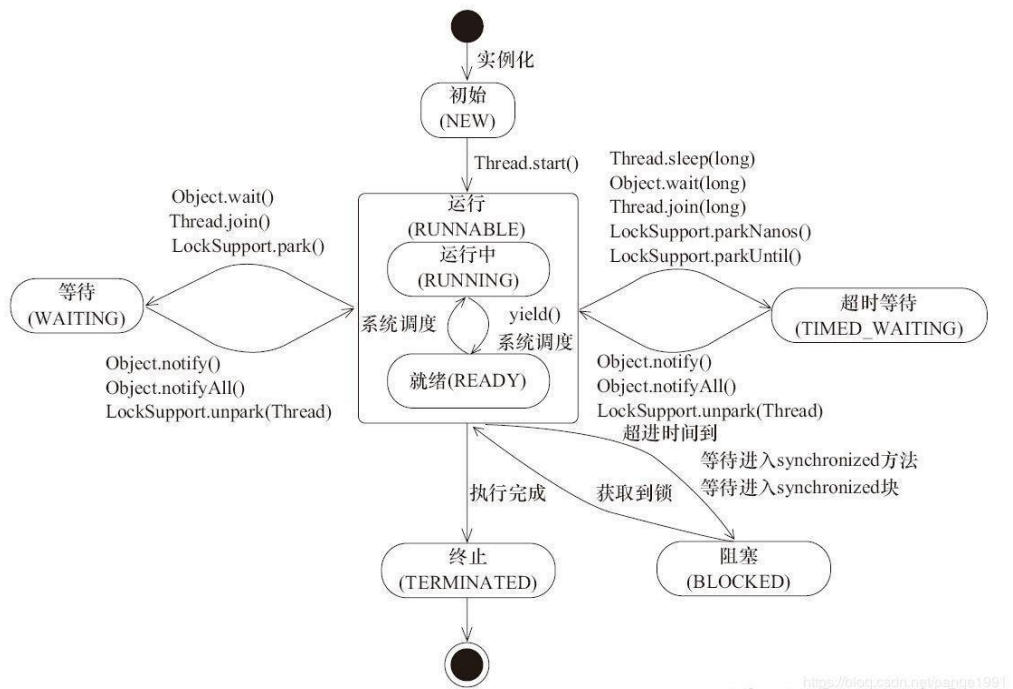 实例化
初始
(NEW)
Thread.start()
Object.wait()
Thread.join()
LockSupport.park()
运行
(RUNNABLE)
运行中
(RUNNING)
系统调度
yield()
系统调度
就绪(READY)
Thread.sleep(long)
Object.wait(long)
Thread.join(long)
LockSupport.parkNanos()
LockSupport.parkUntil()
等待
(WAITING)
超时等待
(TIMED_WAITING)
Object.notify()
Object.notifyAll()
LockSupport.unpark(Thread)
Object.notify()
Object.notifyAll()
LockSupport.unpark(Thread)
超进时间到
等待进入synchronized方法
等待进入synchronized块
执行完成
获取到锁
终止
(TERMINATED)
阻塞
(BLOCKED)
https://blog.csdn.net/pange1991